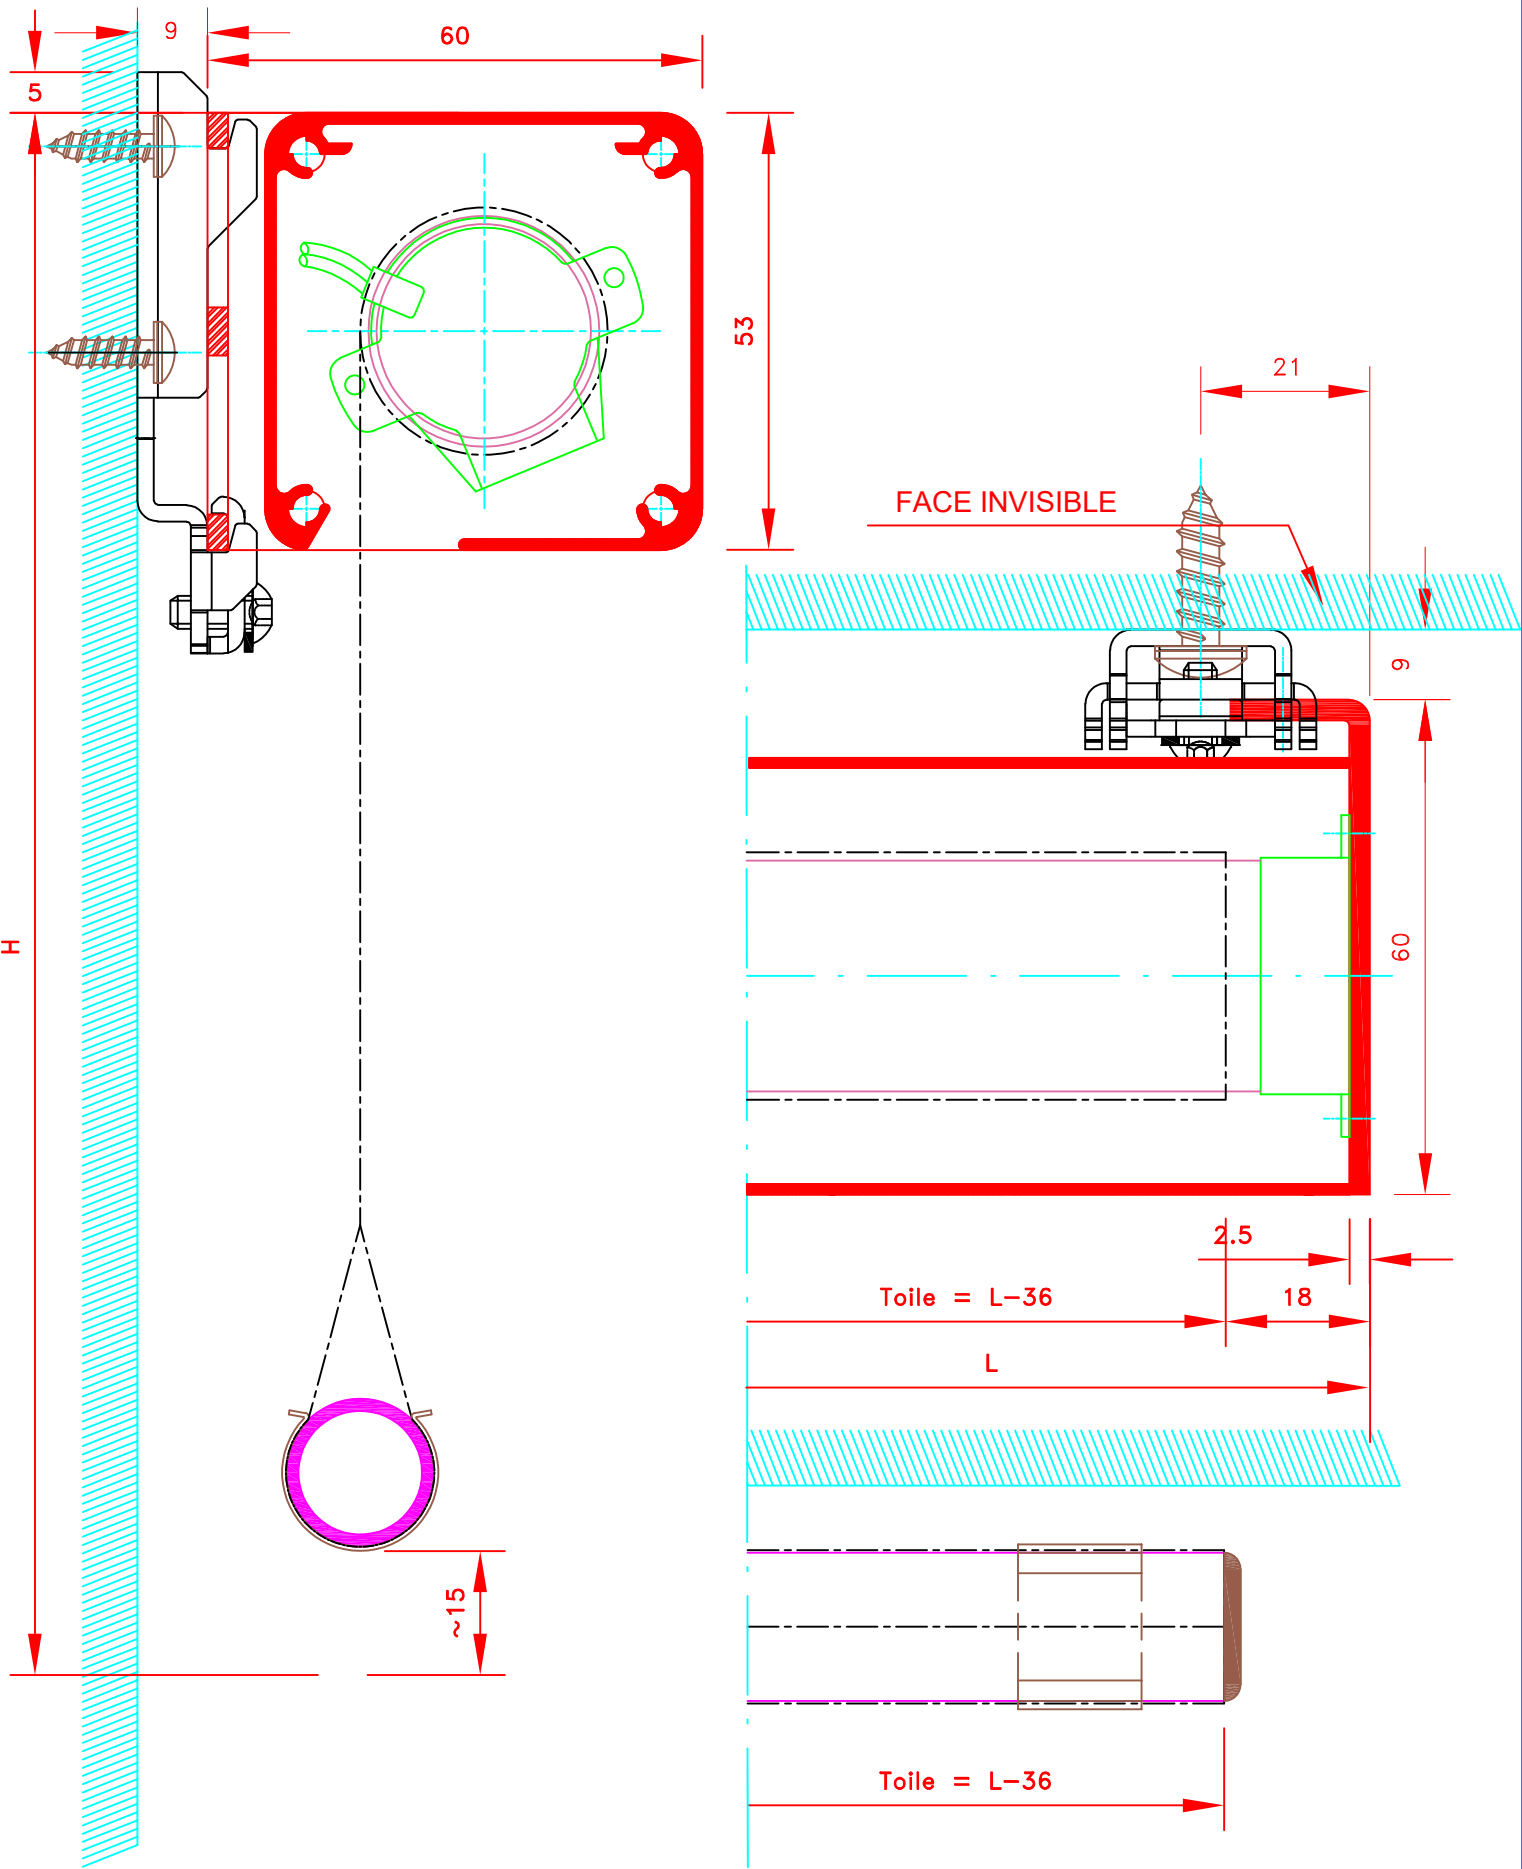 9
60
5
53
21
FACE INVISIBLE
9
H
60
2.5
Toile = L-36
18
L
~15
Toile = L-36